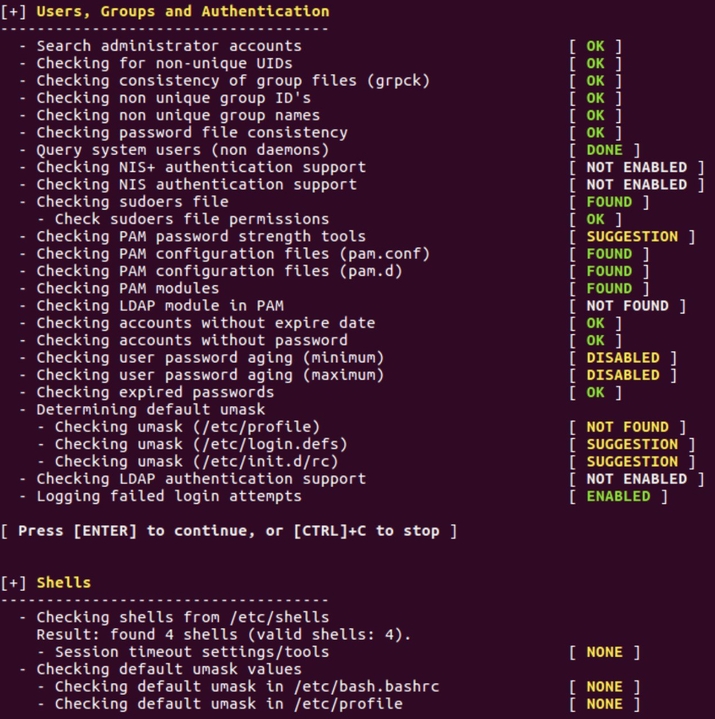 [+] Users, Groups and Authentication
------------------------------------
  - Search administrator accounts                             [ OK ]
  - Checking for non-unique UIDs                              [ OK ]
  - Checking consistency of group files (grpck)               [ OK ]
  - Checking non unique group ID's                            [ OK ]
  - Checking non unique group names                           [ OK ]
  - Checking password file consistency                        [ OK ]
  - Query system users (non daemons)                          [ DONE ]
  - Checking NIS+ authentication support                      [ NOT ENABLED ]
  - Checking NIS authentication support                       [ NOT ENABLED ]
  - Checking sudoers file                                     [ FOUND ]
    - Check sudoers file permissions                          [ OK ]
  - Checking PAM password strength tools                      [ SUGGESTION ]
  - Checking PAM configuration files (pam.conf)               [ FOUND ]
  - Checking PAM configuration files (pam.d)                  [ FOUND ]
  - Checking PAM modules                                      [ FOUND ]
  - Checking LDAP module in PAM                               [ NOT FOUND ]
  - Checking accounts without expire date                     [ OK ]
  - Checking accounts without password                        [ OK ]
  - Checking user password aging (minimum)                    [ DISABLED ]
  - Checking user password aging (maximum)                    [ DISABLED ]
  - Checking expired passwords                                [ OK ]
  - Determining default umask
    - Checking umask (/etc/profile)                           [ NOT FOUND ]
    - Checking umask (/etc/login.defs)                        [ SUGGESTION ]
    - Checking umask (/etc/init.d/rc)                         [ SUGGESTION ]
  - Checking LDAP authentication support                      [ NOT ENABLED ]
  - Logging failed login attempts                             [ ENABLED ]
[ Press [ENTER] to continue, or [CTRL]+C to stop ]
[+] Shells
------------------------------------
  - Checking shells from /etc/shells
    Result: found 4 shells (valid shells: 4).
    - Session timeout settings/tools                          [ NONE ]
  - Checking default umask values
    - Checking default umask in /etc/bash.bashrc              [ NONE ]
    - Checking default umask in /etc/profile                  [ NONE ]